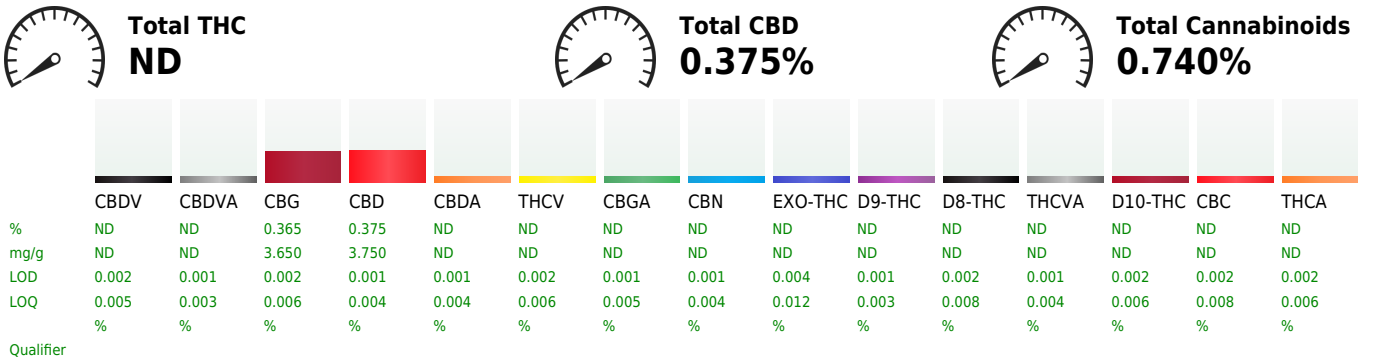 Total THC
ND
Total CBD
0.375%
Total Cannabinoids
0.740%
CBDV CBDVA CBG CBD CBDA THCV CBGA CBN EXO-THC D9-THC D8-THC THCVA D10-THC CBC THCA
% ND ND 0.365 0.375 ND ND ND ND ND ND ND ND ND ND ND
mg/g ND ND 3.650 3.750 ND ND ND ND ND ND ND ND ND ND ND
LOD 0.002 0.001 0.002 0.001 0.001 0.002 0.001 0.001 0.004 0.001 0.002 0.001 0.002 0.002 0.002
LOQ 0.005 0.003 0.006 0.004 0.004 0.006 0.005 0.004 0.012 0.003 0.008 0.004 0.006 0.008 0.006
% % % % % % % % % % % % % % %
Qualifier